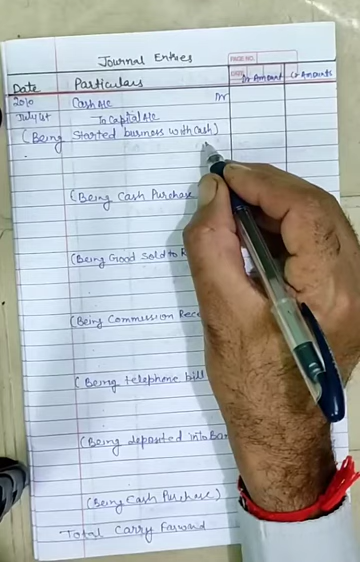 Journal Entries
PAGE NO.
DATE
Date Particulars Dr Amount Cr Amounts
2010 Cash A/c Dr
July 1st To Capital A/c
(Being Started business with Cash)
(Being Cash Purchase
(Being Good Sold to R
(Being Commission Rece
(Being telephone bill
(Being deposited into Ban
(Being Cash Purchase)
Total Carry Forward